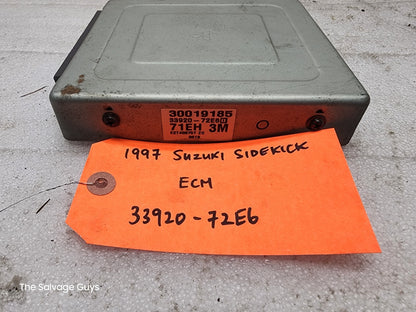 30019185
33920-72E6
71EH 3M
1997 SUZUKI SIDEKICK
ECM
33920-72E6
The Salvage Guys